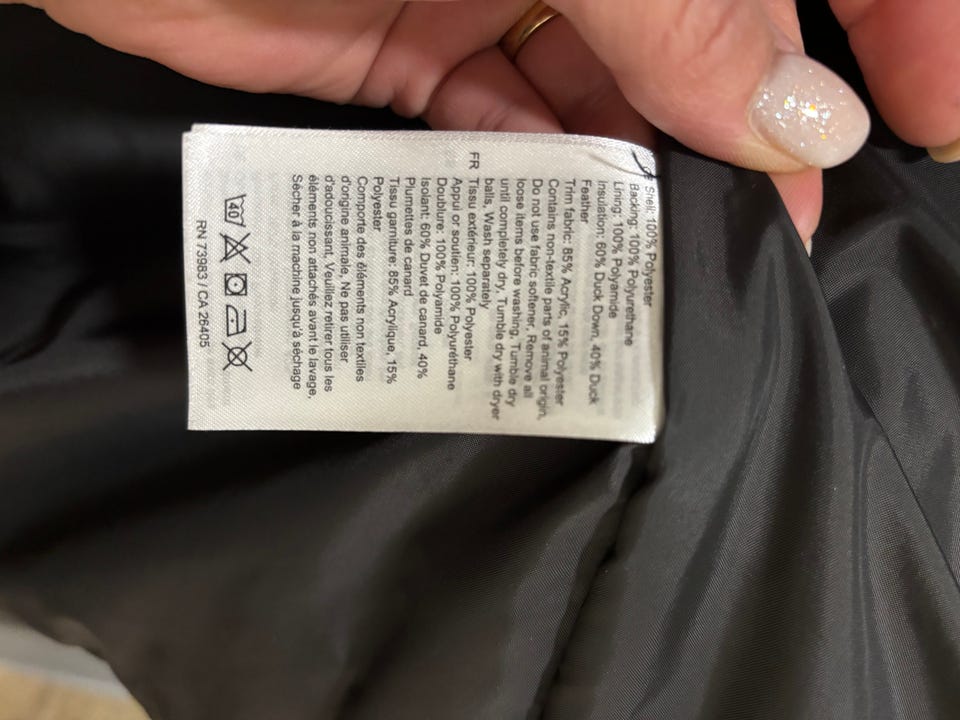 Shell: 100% Polyester
Backing: 100% Polyurethane
Lining: 100% Polyamide
Insulation: 60% Duck Down, 40% Duck
Feather
Trim fabric: 85% Acrylic, 15% Polyester
Contains non-textile parts of animal origin,
Do not use fabric softener, Remove all
loose items before washing, Tumble dry
until completely dry, Tumble dry with dryer
balls, Wash separately
FR Tissu extérieur: 100% Polyester
Appui or soutien: 100% Polyuréthane
Doublure: 100% Polyamide
Isolant: 60% Duvet de canard, 40%
Plumettes de canard
Tissu garniture: 85% Acrylique, 15%
Polyester
Comporte des éléments non textiles
d'origine animale, Ne pas utiliser
d'adoucissant, Veuillez retirer tous les
éléments non attachés avant le lavage,
Sécher à la machine jusqu'à séchage
40
RN 73983 / CA 26405